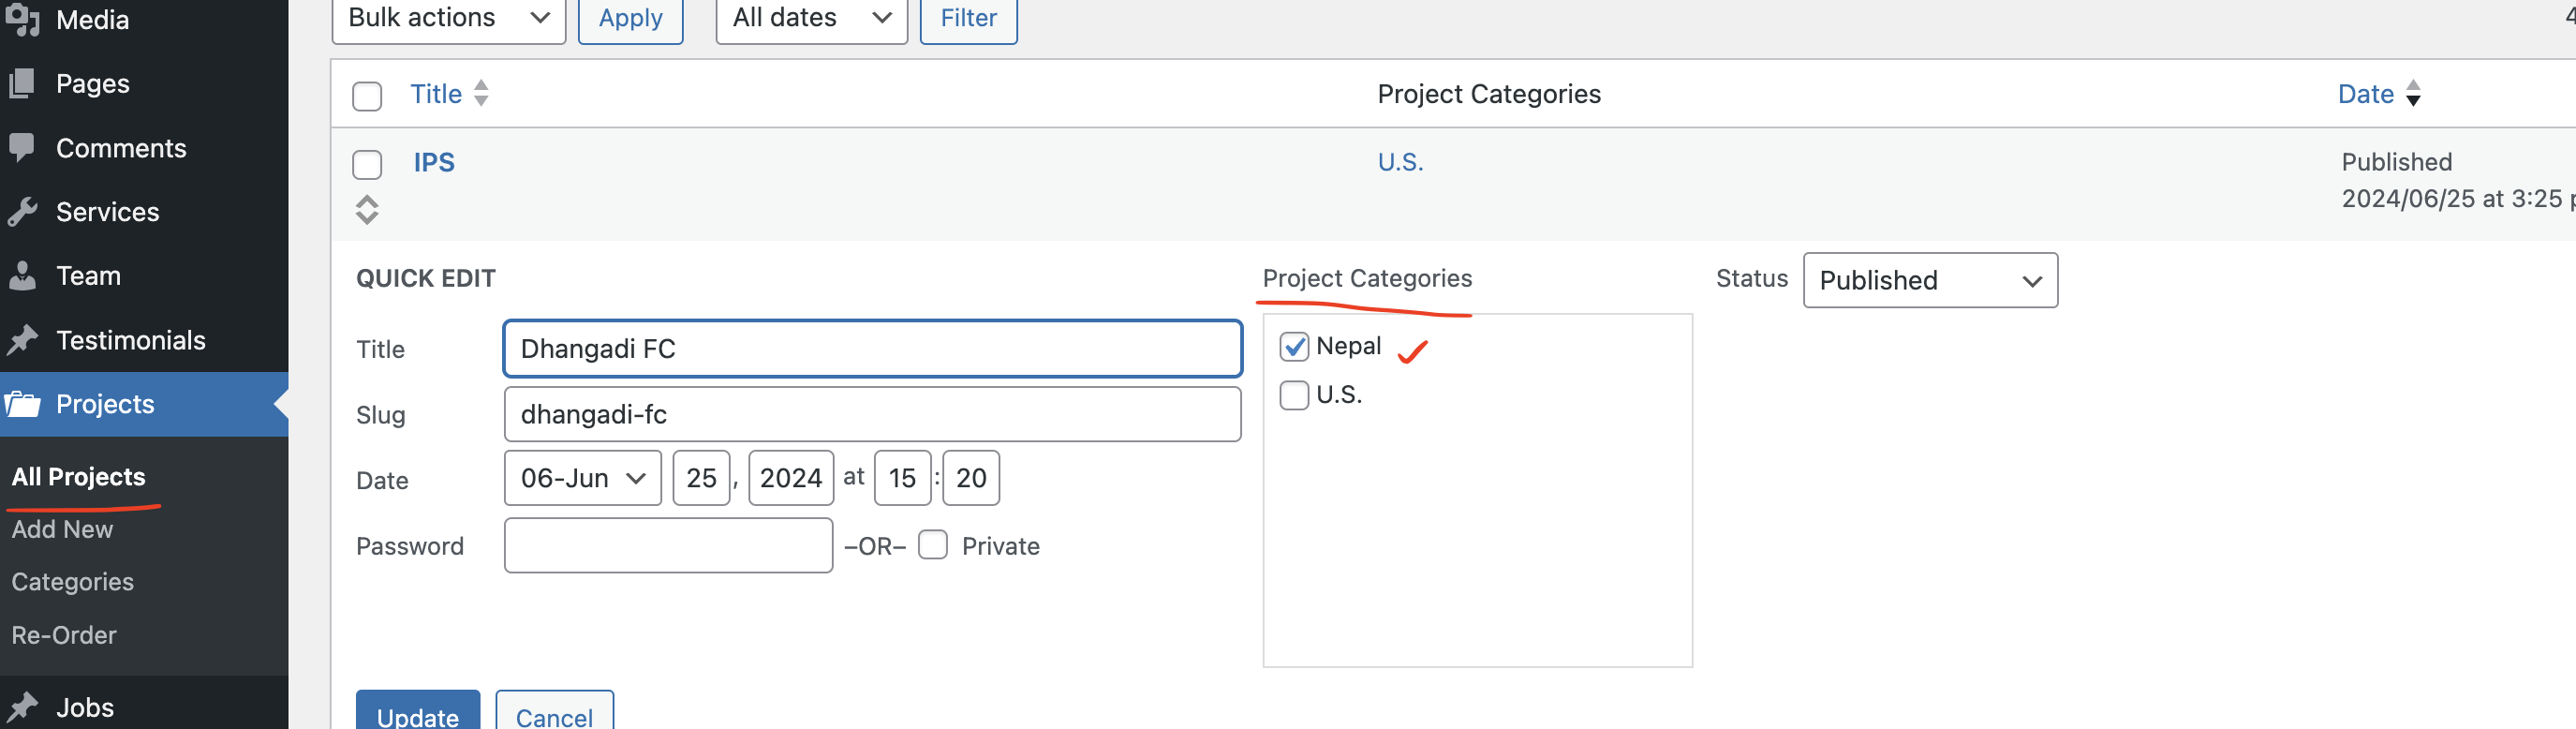 Media
Pages
Comments
Services
Team
Testimonials
Projects
All Projects
Add New
Categories
Re-Order
Jobs
Bulk actions Apply All dates Filter
Title Project Categories Date
IPS U.S. Published
2024/06/25 at 3:25
QUICK EDIT Project Categories Status Published
Title Dhangadi FC Nepal
Slug dhangadi-fc U.S.
Date 06-Jun 25 , 2024 at 15 : 20
Password –OR– Private
Update Cancel